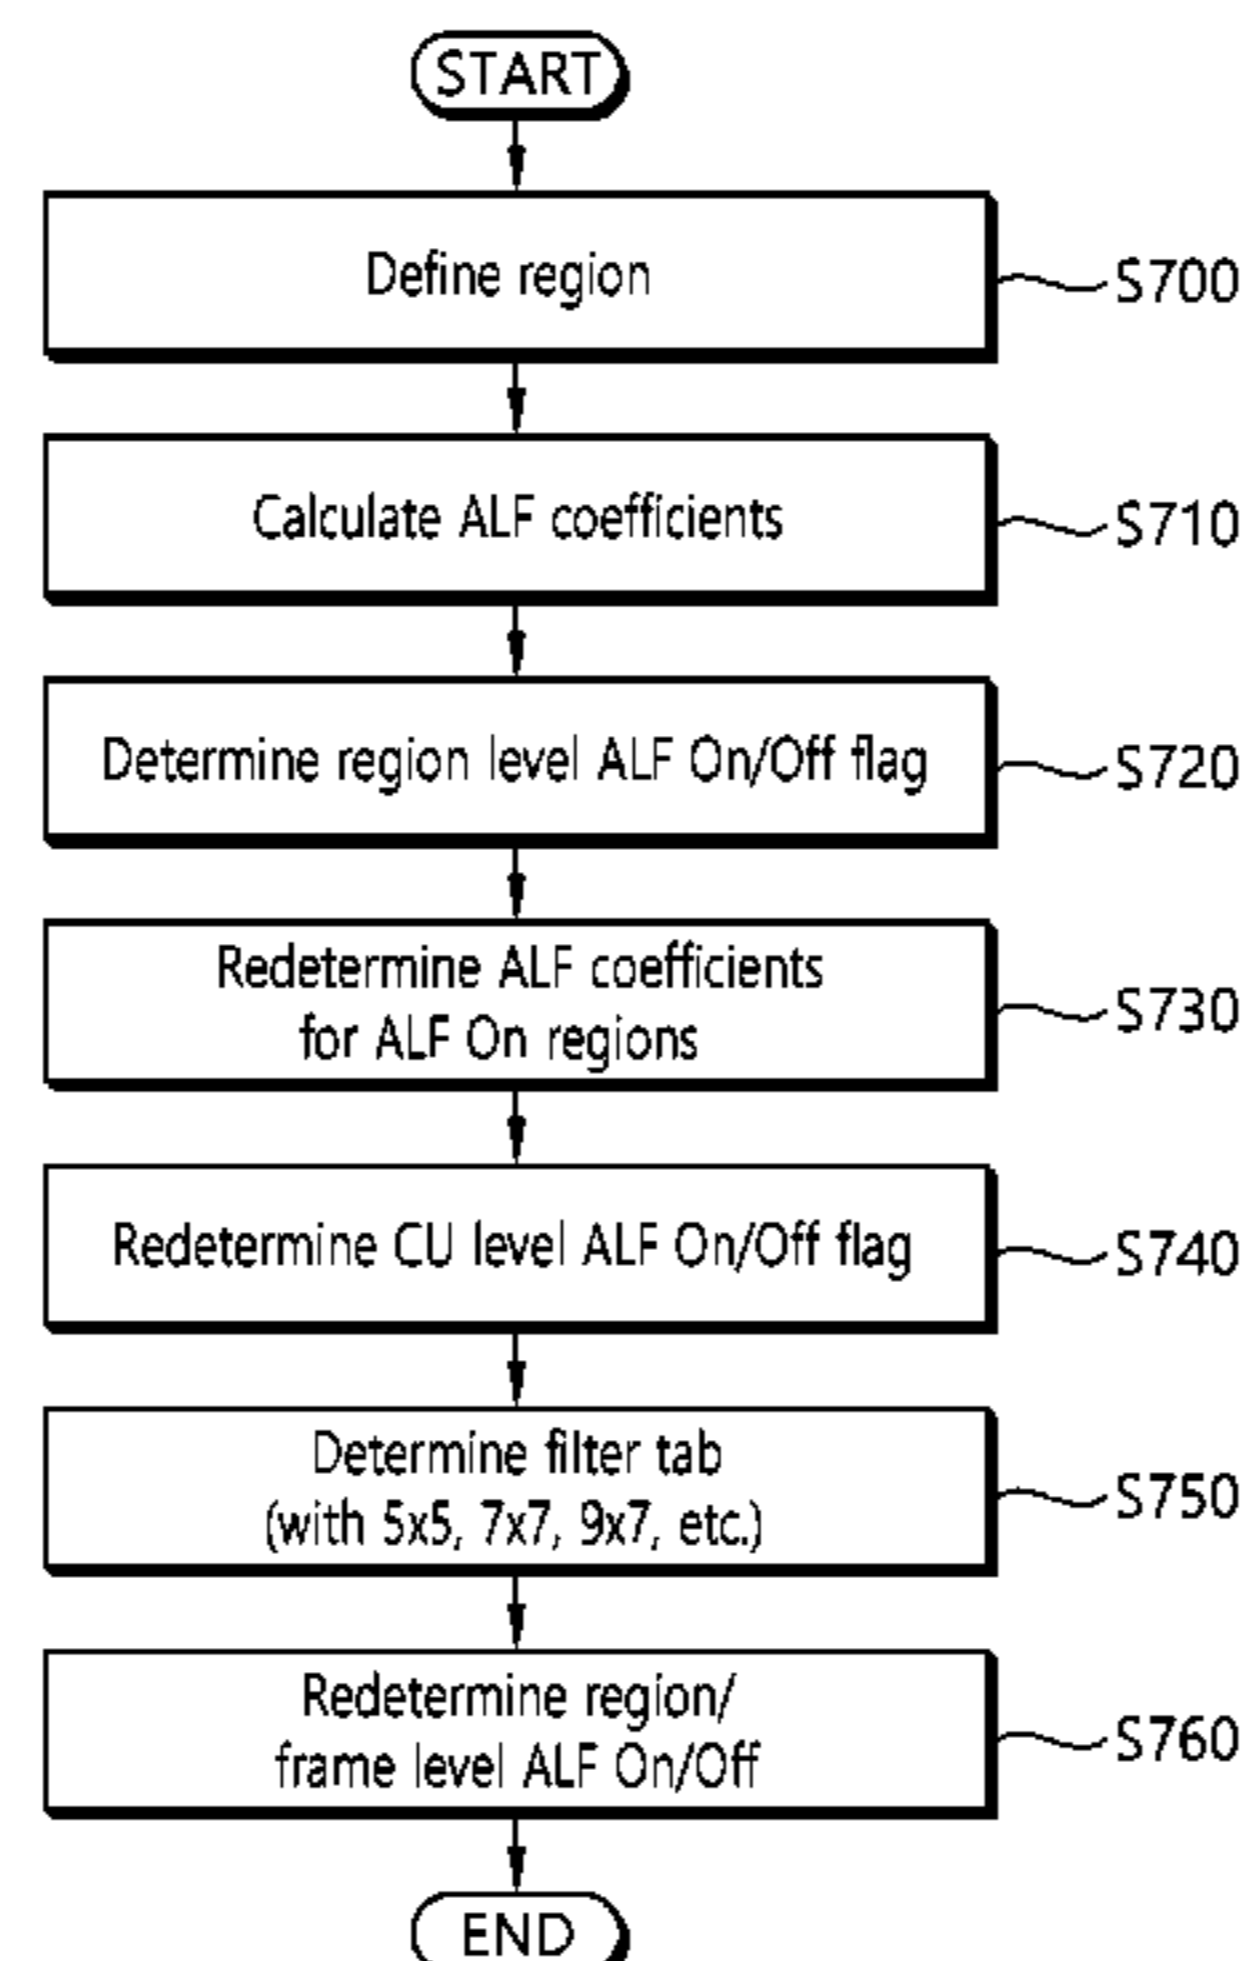 START
Define region
S700
Calculate ALF coefficients
S710
Determine region level ALF On/Off flag
S720
Redetermine ALF coefficients
for ALF On regions
S730
Redetermine CU level ALF On/Off flag
S740
Determine filter tab
(with 5x5, 7x7, 9x7, etc.)
S750
Redetermine region/
frame level ALF On/Off
S760
END